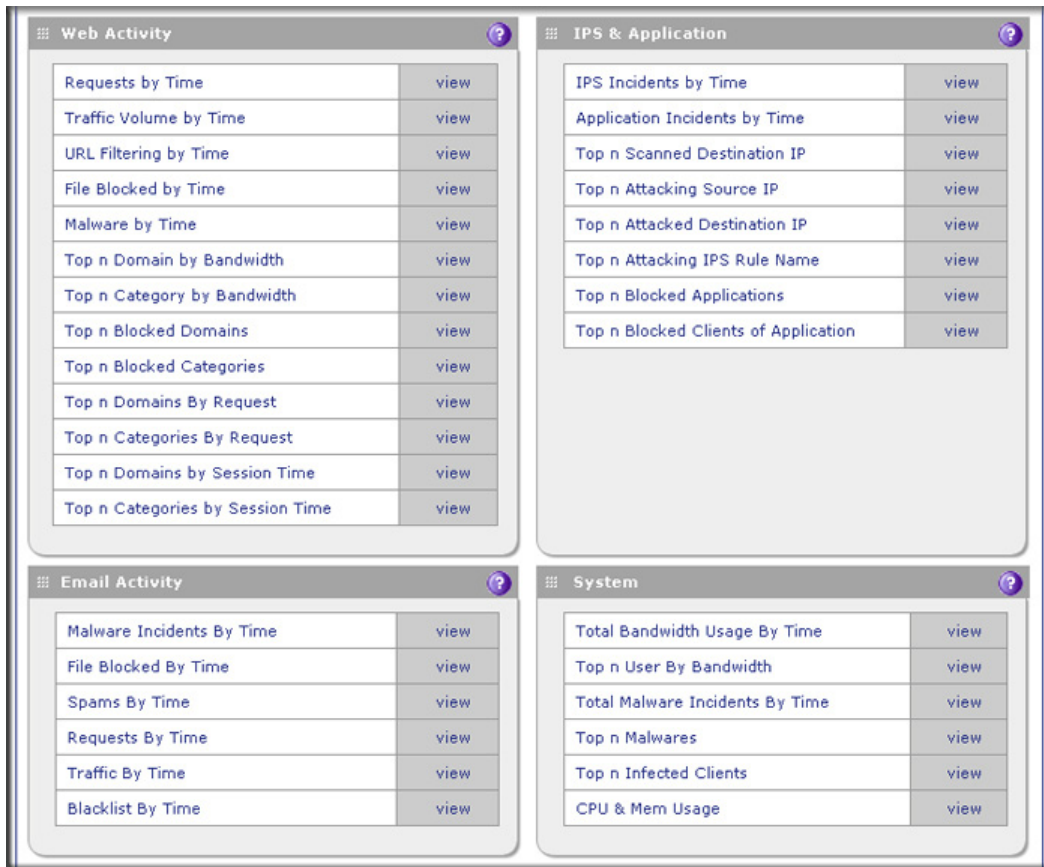 Web Activity ?
Requests by Time view
Traffic Volume by Time view
URL Filtering by Time view
File Blocked by Time view
Malware by Time view
Top n Domain by Bandwidth view
Top n Category by Bandwidth view
Top n Blocked Domains view
Top n Blocked Categories view
Top n Domains By Request view
Top n Categories By Request view
Top n Domains by Session Time view
Top n Categories by Session Time view
IPS & Application ?
IPS Incidents by Time view
Application Incidents by Time view
Top n Scanned Destination IP view
Top n Attacking Source IP view
Top n Attacked Destination IP view
Top n Attacking IPS Rule Name view
Top n Blocked Applications view
Top n Blocked Clients of Application view
Email Activity ?
Malware Incidents By Time view
File Blocked By Time view
Spams By Time view
Requests By Time view
Traffic By Time view
Blacklist By Time view
System ?
Total Bandwidth Usage By Time view
Top n User By Bandwidth view
Total Malware Incidents By Time view
Top n Malwares view
Top n Infected Clients view
CPU & Mem Usage view